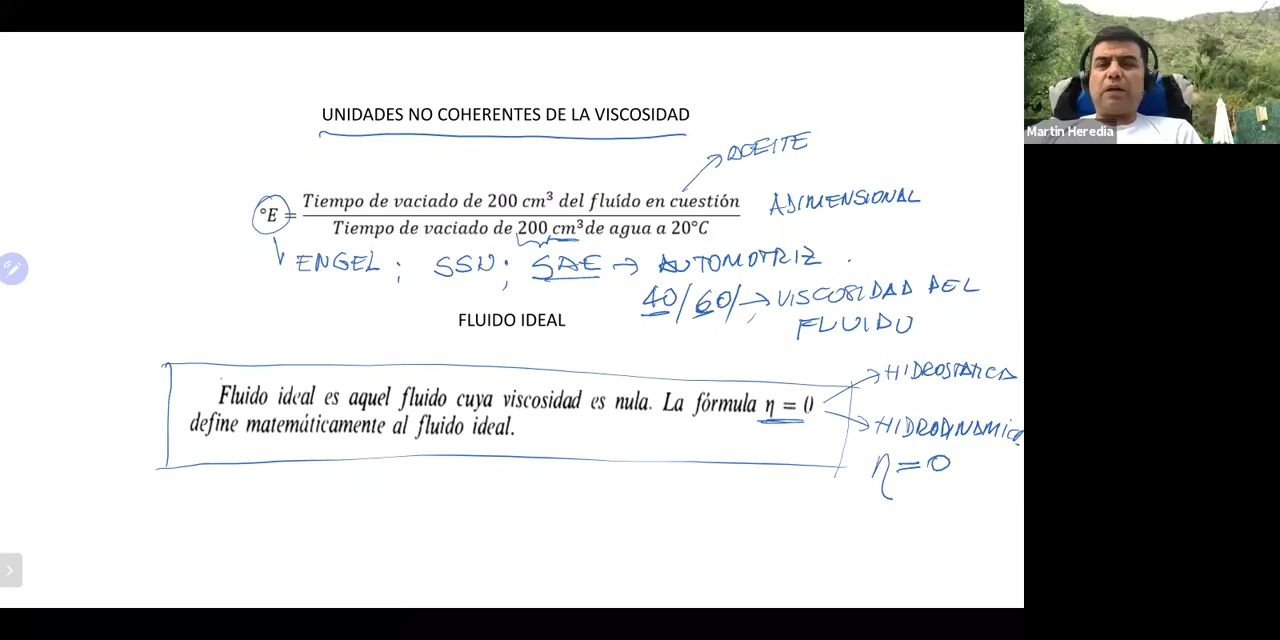 Martin Heredia
UNIDADES NO COHERENTES DE LA VISCOSIDAD
ACEITE
°E = Tiempo de vaciado de 200 cm³ del fluído en cuestión
Tiempo de vaciado de 200 cm³ de agua a 20°C
ADIMENSIONAL
ENGEL ; SSU ; SAE → AUTOMOTRIZ .
40/60/→ VISCOSIDAD DEL
FLUIDO
FLUIDO IDEAL
Fluido ideal es aquel fluido cuya viscosidad es nula. La fórmula η = 0
define matemáticamente al fluido ideal.
HIDROSTATICA
HIDRODINAMICA
η = 0